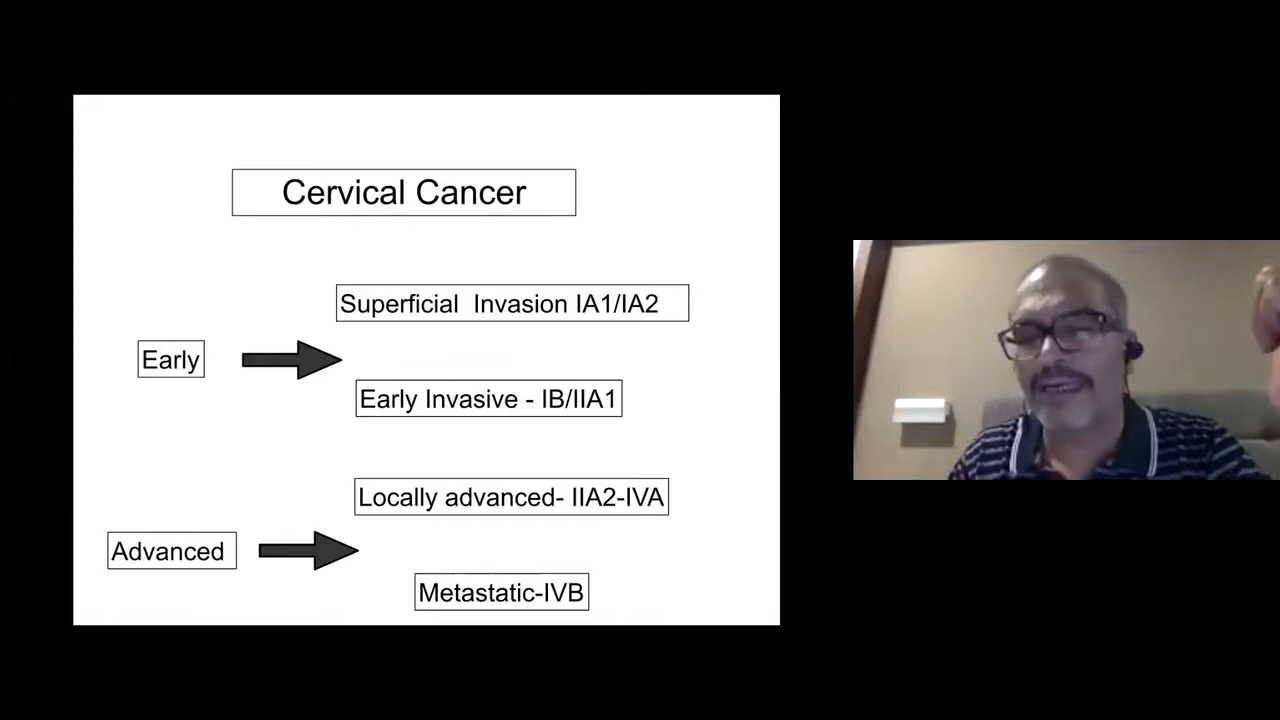 Cervical Cancer
Superficial Invasion IA1/IA2
Early
Early Invasive - IB/IIA1
Locally advanced- IIA2-IVA
Advanced
Metastatic-IVB